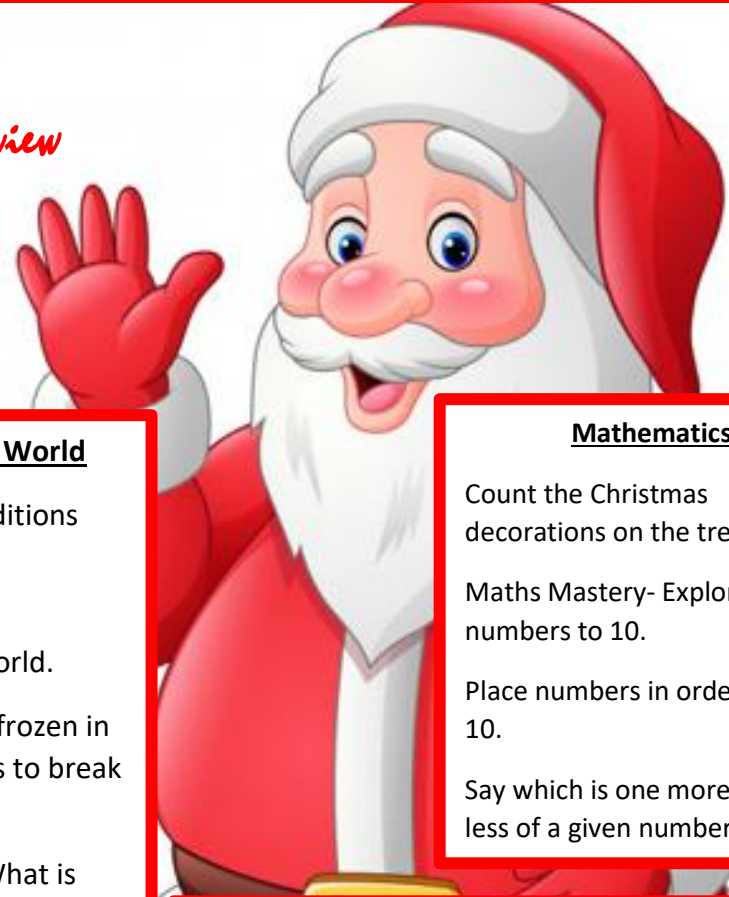 World
ditions
orld.
frozen in
s to break
What is
Mathematics
Count the Christmas
decorations on the tre
Maths Mastery- Explor
numbers to 10.
Place numbers in orde
10.
Say which is one more
less of a given number